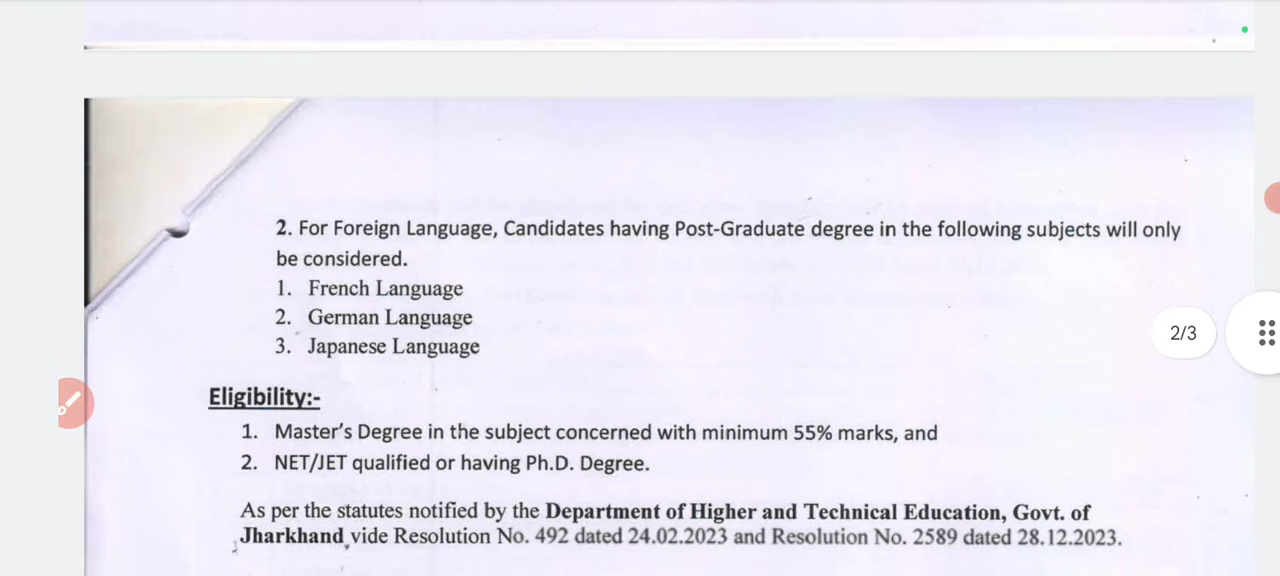 2. For Foreign Language, Candidates having Post-Graduate degree in the following subjects will only
be considered.
1. French Language
2. German Language
3. Japanese Language
2/3
Eligibility:-
1. Master's Degree in the subject concerned with minimum 55% marks, and
2. NET/JET qualified or having Ph.D. Degree.
As per the statutes notified by the Department of Higher and Technical Education, Govt. of
Jharkhand vide Resolution No. 492 dated 24.02.2023 and Resolution No. 2589 dated 28.12.2023.